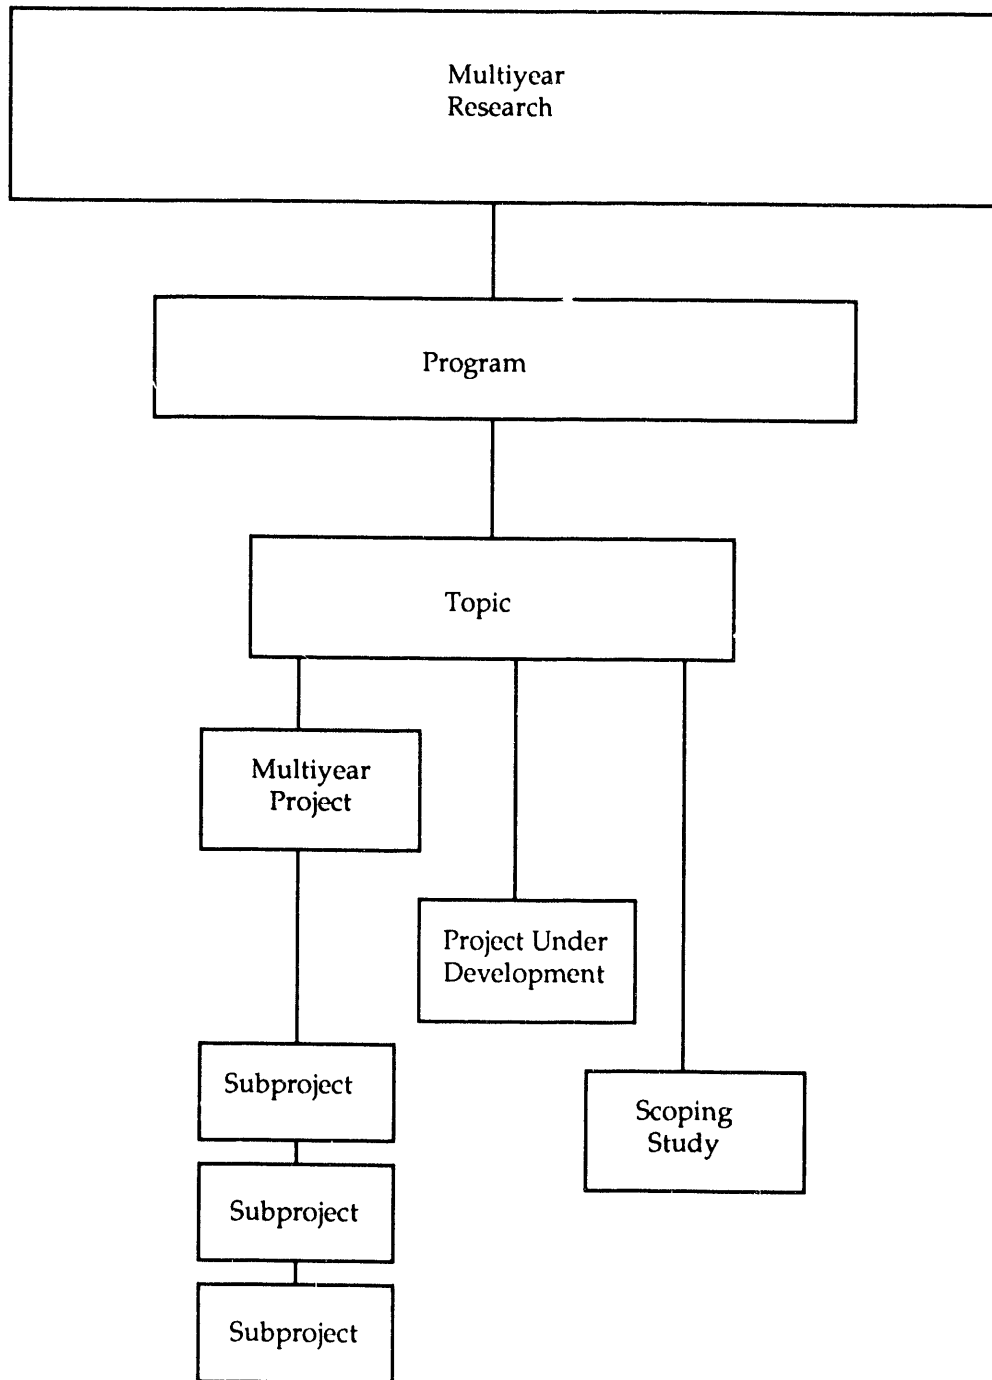 Multiyear
Research
Program
Topic
Multiyear
Project
Project Under
Development
Subproject
Scoping
Study
Subproject
Subproject